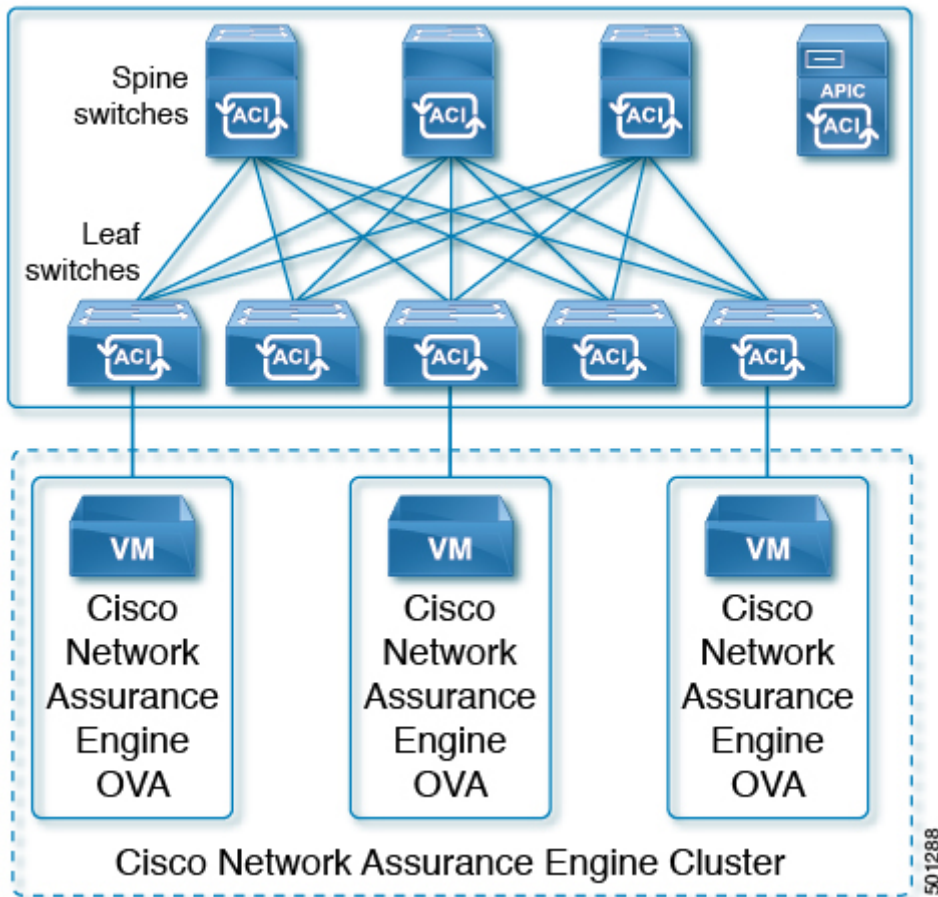 Spine
switches
ACI
ACI
ACI
APIC
ACI
Leaf
switches
ACI
ACI
ACI
ACI
ACI
VM
Cisco
Network
Assurance
Engine
OVA
VM
Cisco
Network
Assurance
Engine
OVA
VM
Cisco
Network
Assurance
Engine
OVA
Cisco Network Assurance Engine Cluster
501288